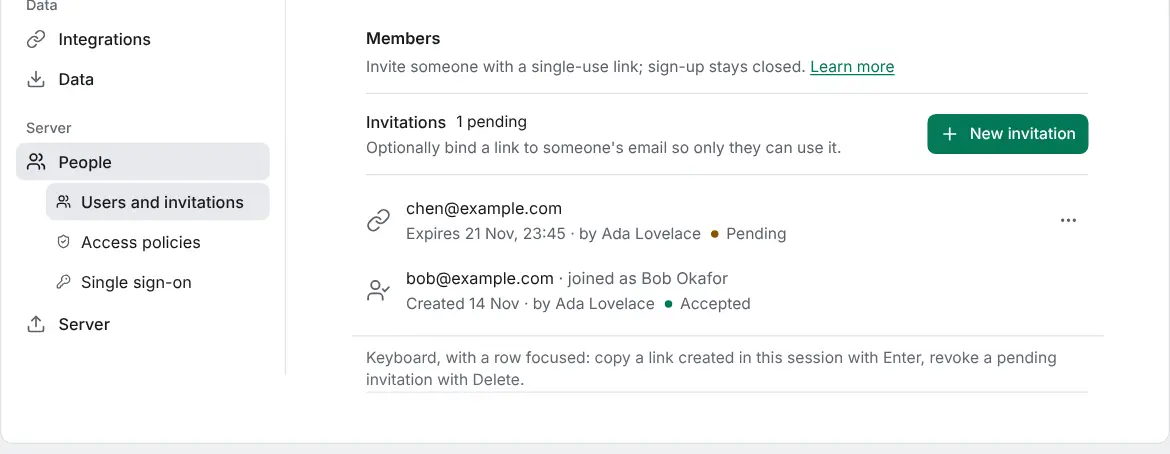 Data
Integrations
Data
Server
People
Users and invitations
Access policies
Single sign-on
Server
Members
Invite someone with a single-use link; sign-up stays closed. Learn more
Invitations 1 pending
Optionally bind a link to someone's email so only they can use it.
New invitation
chen@example.com
Expires 21 Nov, 23:45 · by Ada Lovelace Pending
bob@example.com · joined as Bob Okafor
Created 14 Nov · by Ada Lovelace Accepted
Keyboard, with a row focused: copy a link created in this session with Enter, revoke a pending
invitation with Delete.